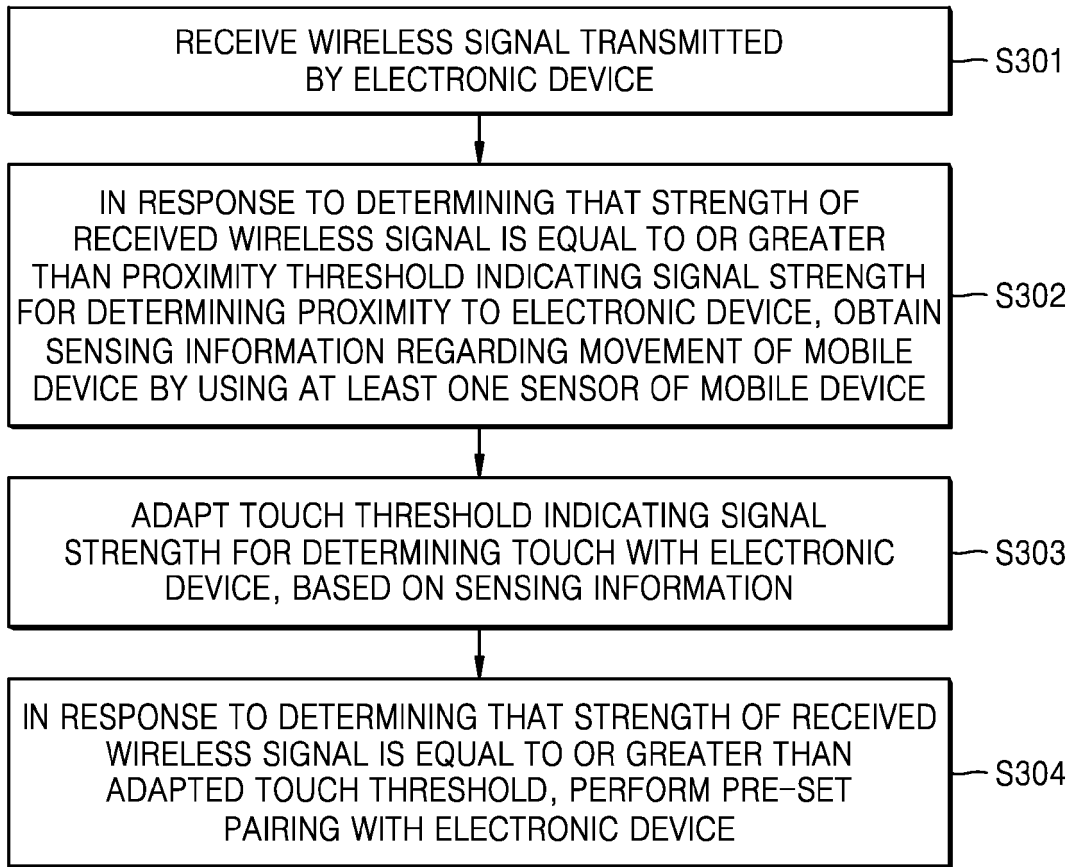 RECEIVE WIRELESS SIGNAL TRANSMITTED
BY ELECTRONIC DEVICE
S301
IN RESPONSE TO DETERMINING THAT STRENGTH OF
RECEIVED WIRELESS SIGNAL IS EQUAL TO OR GREATER
THAN PROXIMITY THRESHOLD INDICATING SIGNAL STRENGTH
FOR DETERMINING PROXIMITY TO ELECTRONIC DEVICE, OBTAIN
SENSING INFORMATION REGARDING MOVEMENT OF MOBILE
DEVICE BY USING AT LEAST ONE SENSOR OF MOBILE DEVICE
S302
ADAPT TOUCH THRESHOLD INDICATING SIGNAL
STRENGTH FOR DETERMINING TOUCH WITH ELECTRONIC
DEVICE, BASED ON SENSING INFORMATION
S303
IN RESPONSE TO DETERMINING THAT STRENGTH OF RECEIVED
WIRELESS SIGNAL IS EQUAL TO OR GREATER THAN
ADAPTED TOUCH THRESHOLD, PERFORM PRE-SET
PAIRING WITH ELECTRONIC DEVICE
S304